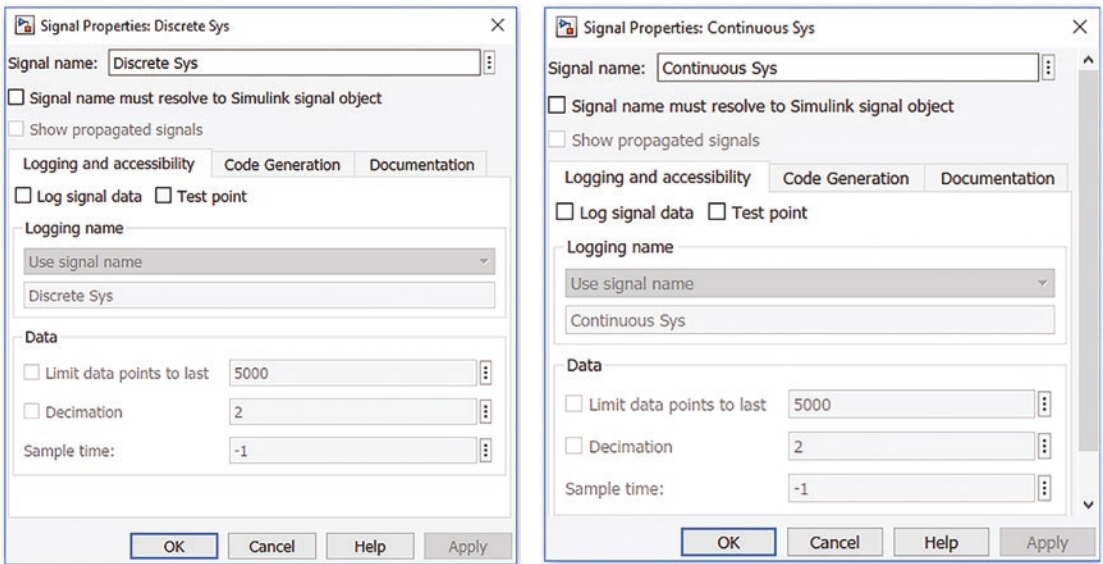 Signal Properties: Discrete Sys
Signal name: Discrete Sys
Signal name must resolve to Simulink signal object
Show propagated signals
Logging and accessibility Code Generation Documentation
Log signal data Test point
Logging name
Use signal name
Discrete Sys
Data
Limit data points to last 5000
Decimation 2
Sample time: -1
OK Cancel Help Apply
Signal Properties: Continuous Sys
Signal name: Continuous Sys
Signal name must resolve to Simulink signal object
Show propagated signals
Logging and accessibility Code Generation Documentation
Log signal data Test point
Logging name
Use signal name
Continuous Sys
Data
Limit data points to last 5000
Decimation 2
Sample time: -1
OK Cancel Help Apply